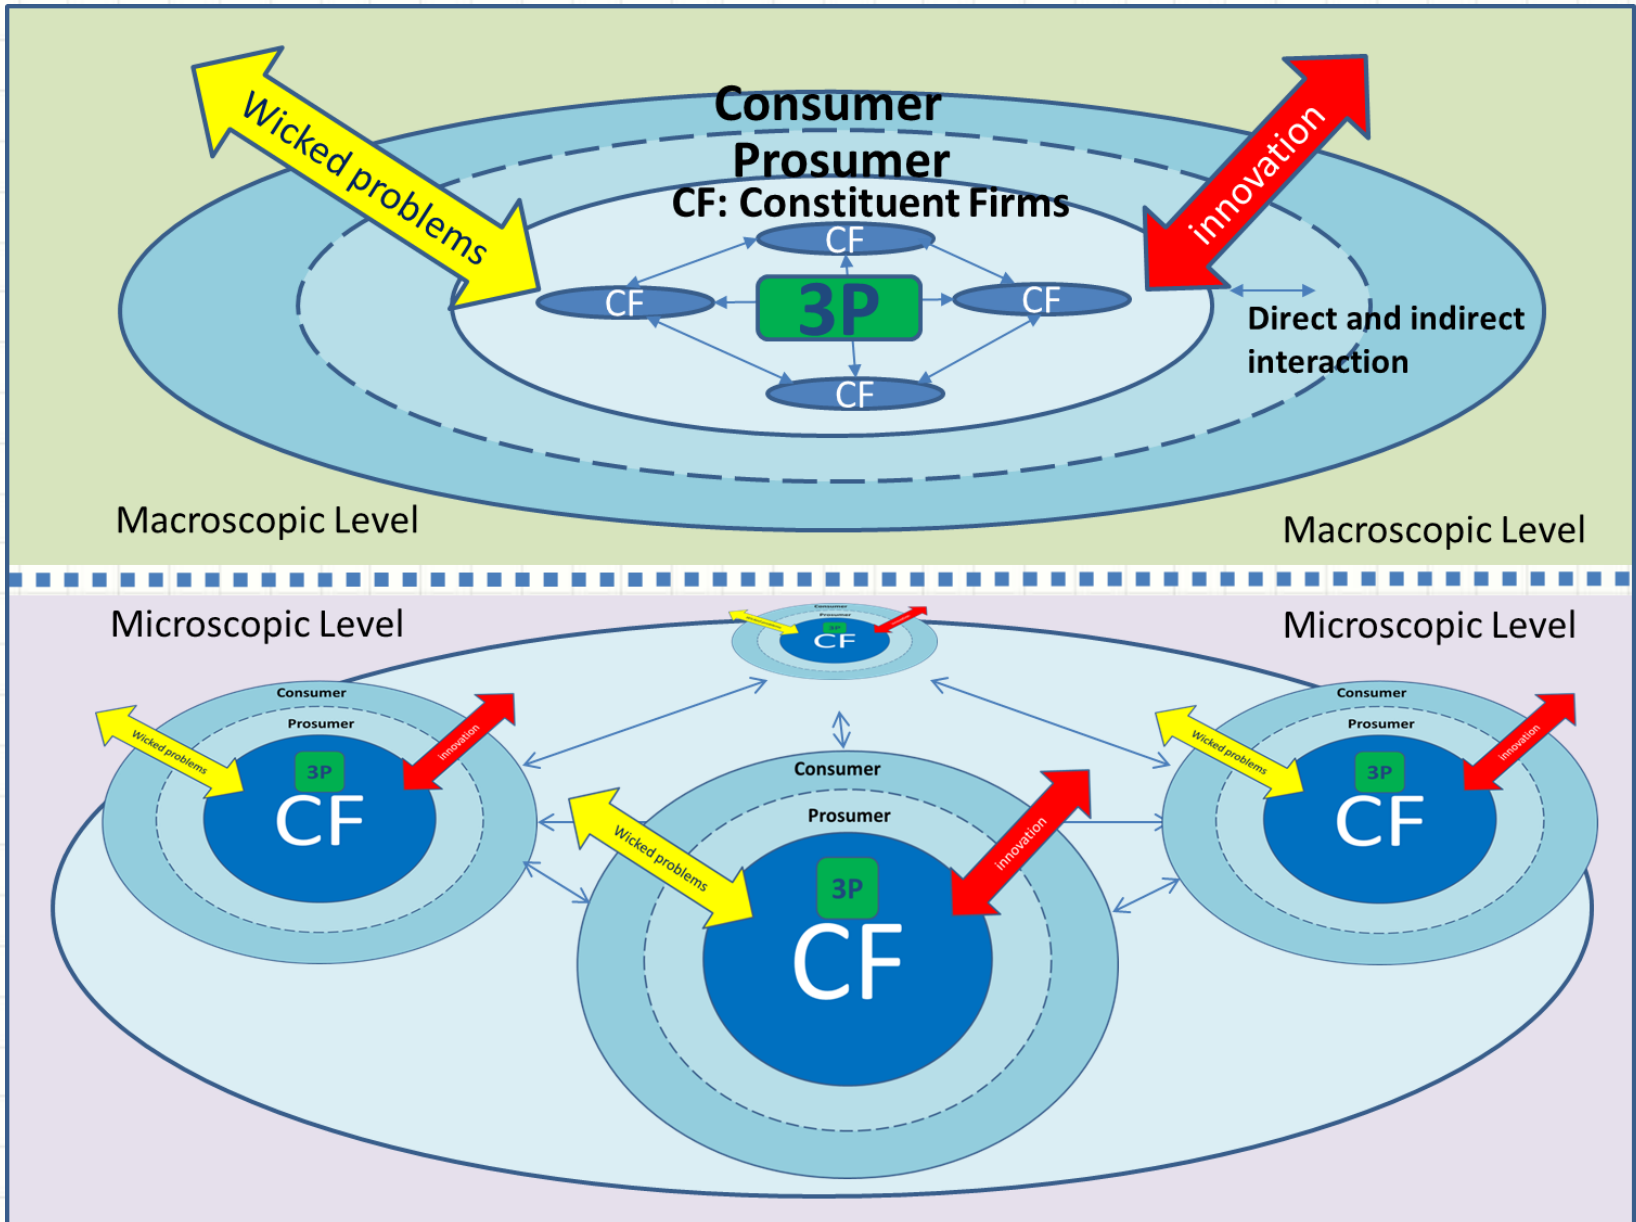 Wicked problems
innovation
Consumer
Prosumer
CF: Constituent Firms
CF
CF
3P
CF
CF
Direct and indirect
interaction
Macroscopic Level
Macroscopic Level
Microscopic Level
Microscopic Level
Consumer
Prosumer
3P
CF
Consumer
Prosumer
Wicked problems
innovation
3P
CF
Consumer
Prosumer
Wicked problems
innovation
3P
CF
Consumer
Prosumer
Wicked problems
innovation
3P
CF